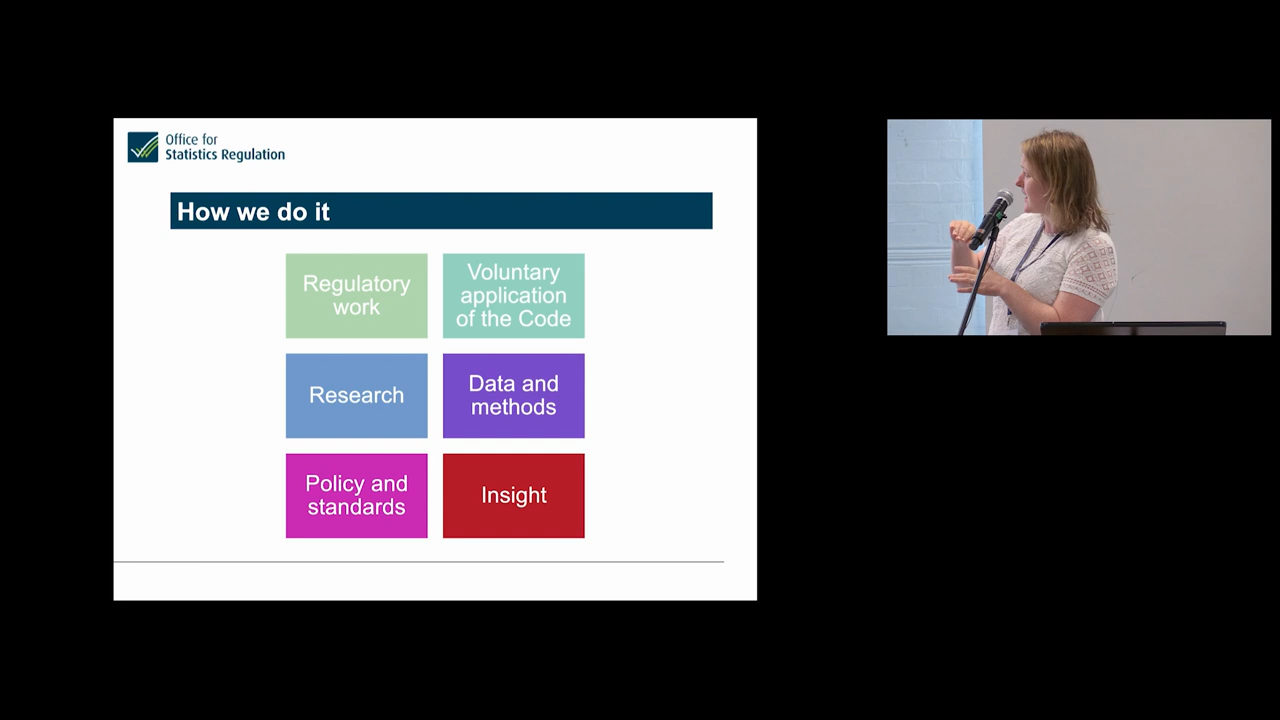 Office for
Statistics Regulation
How we do it
Regulatory
work
Voluntary
application
of the Code
Research
Data and
methods
Policy and
standards
Insight